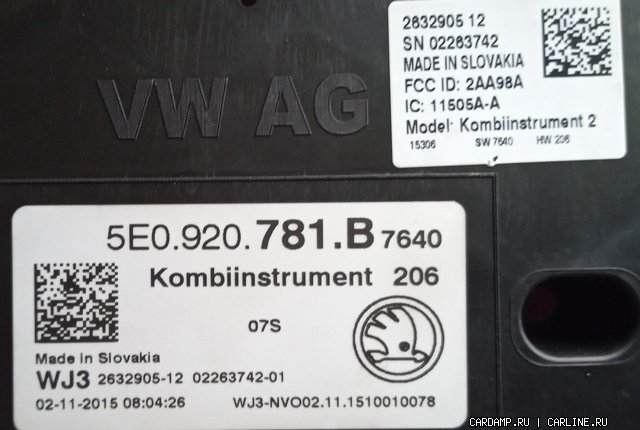 VW AG
2632905 12
SN 02263742
MADE IN SLOVAKIA
FCC ID: 2AA98A
IC: 11505A-A
Model: Kombiinstrument 2
15306 SW 7640 HW 206
5E0.920.781.B 7640
Kombiinstrument 206
07S
Made in Slovakia
WJ3 2632905-12 02263742-01
02-11-2015 08:04:26 WJ3-NVO02.11.1510010078
CARDAMP.RU | CARLINE.RU